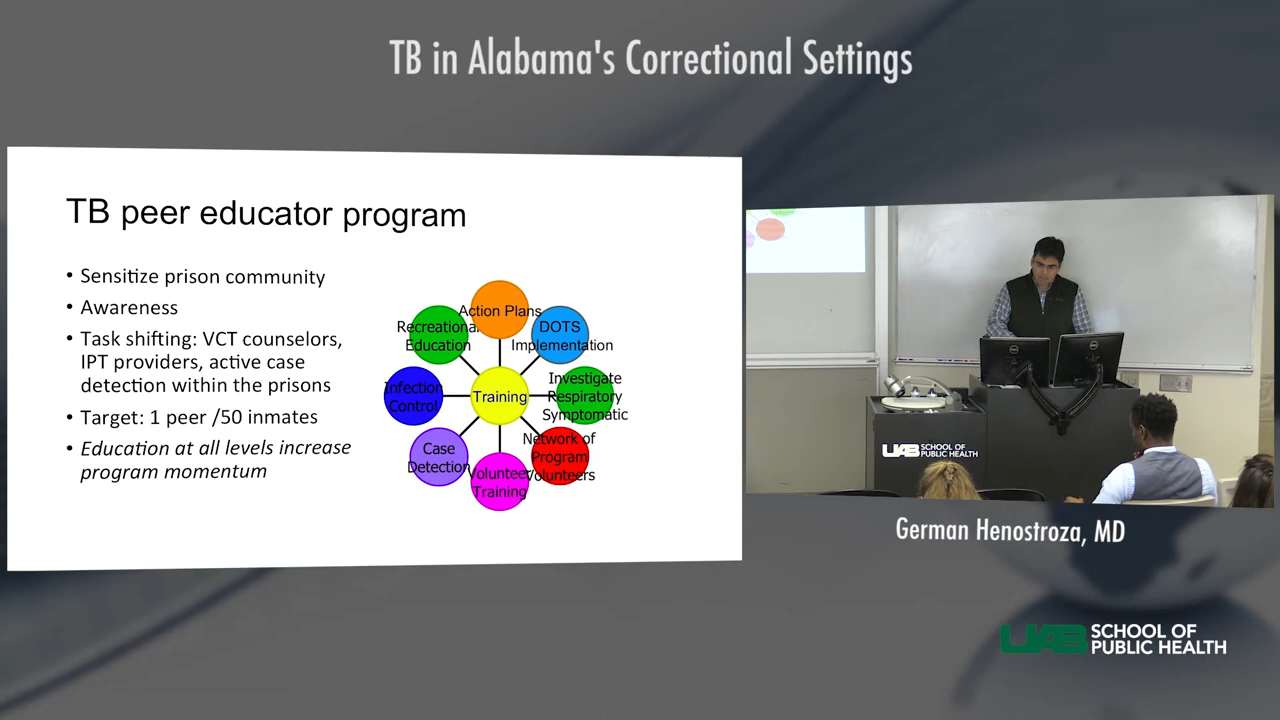 TB in Alabama's Correctional Settings
TB peer educator program
• Sensitize prison community
• Awareness
• Task shifting: VCT counselors,
IPT providers, active case
detection within the prisons
• Target: 1 peer /50 inmates
• Education at all levels increase
program momentum
Action Plans
DOTS
Implementation
Investigate
Respiratory
Symptomatic
Network of
Program
Volunteers
Volunteer
Training
Case
Detection
Infection
Control
Recreational
Education
Training
UAB SCHOOL OF
PUBLIC HEALTH
German Henostroza, MD
UAB SCHOOL OF
PUBLIC HEALTH